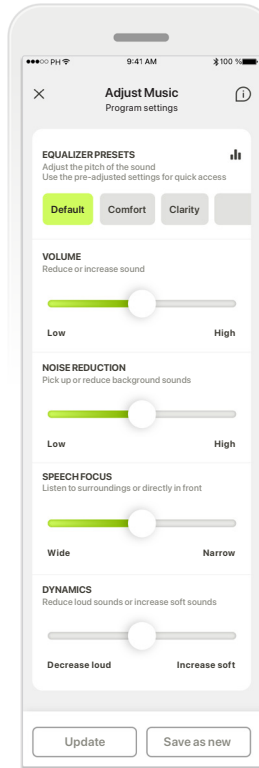 PH 9:41 AM 100 %
Adjust Music
Program settings
EQUALIZER PRESETS
Adjust the pitch of the sound
Use the pre-adjusted settings for quick access
Default Comfort Clarity
VOLUME
Reduce or increase sound
Low High
NOISE REDUCTION
Pick up or reduce background sounds
Low High
SPEECH FOCUS
Listen to surroundings or directly in front
Wide Narrow
DYNAMICS
Reduce loud sounds or increase soft sounds
Decrease loud Increase soft
Update Save as new